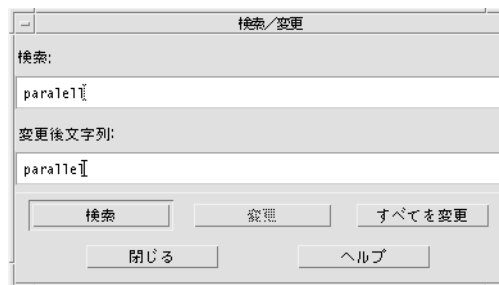 検索/変更
検索:
paralell
変更後文字列:
parallel
検索 変更 すべてを変更
閉じる ヘルプ